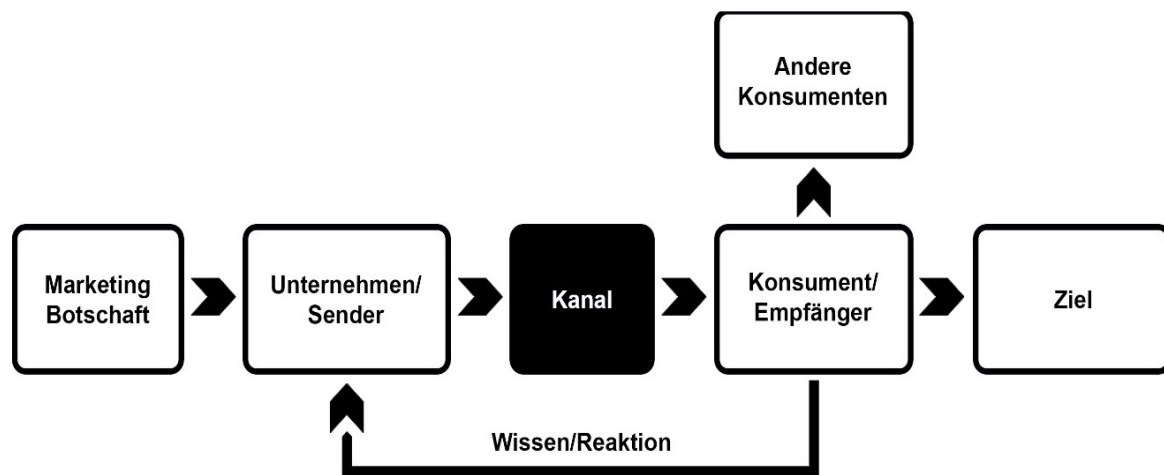 Andere
Konsumenten
Marketing
Botschaft
Unternehmen/
Sender
Kanal
Konsument/
Empfänger
Ziel
Wissen/Reaktion